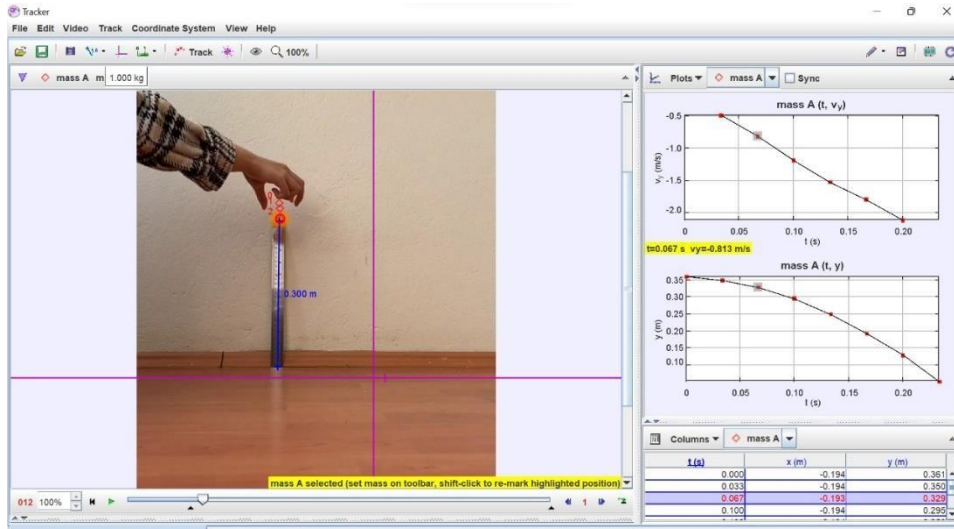 Tracker
File Edit Video Track Coordinate System View Help
Track 100%
mass A m 1.000 kg
0.300 m
mass A selected (set mass on toolbar, shift-click to re-mark highlighted position)
012 100% 1
Plots mass A Sync
mass A (t, vy)
-0.5
-1.0
-1.5
-2.0
vy (m/s)
0 0.05 0.10 0.15 0.20
t (s)
t=0.067 s vy=-0.813 m/s
mass A (t, y)
0.35
0.30
0.25
0.20
0.15
0.10
y (m)
0 0.05 0.10 0.15 0.20
t (s)
Columns mass A
t (s) x (m) y (m)
0.000 -0.194 0.361
0.033 -0.194 0.350
0.067 -0.193 0.329
0.100 -0.194 0.295